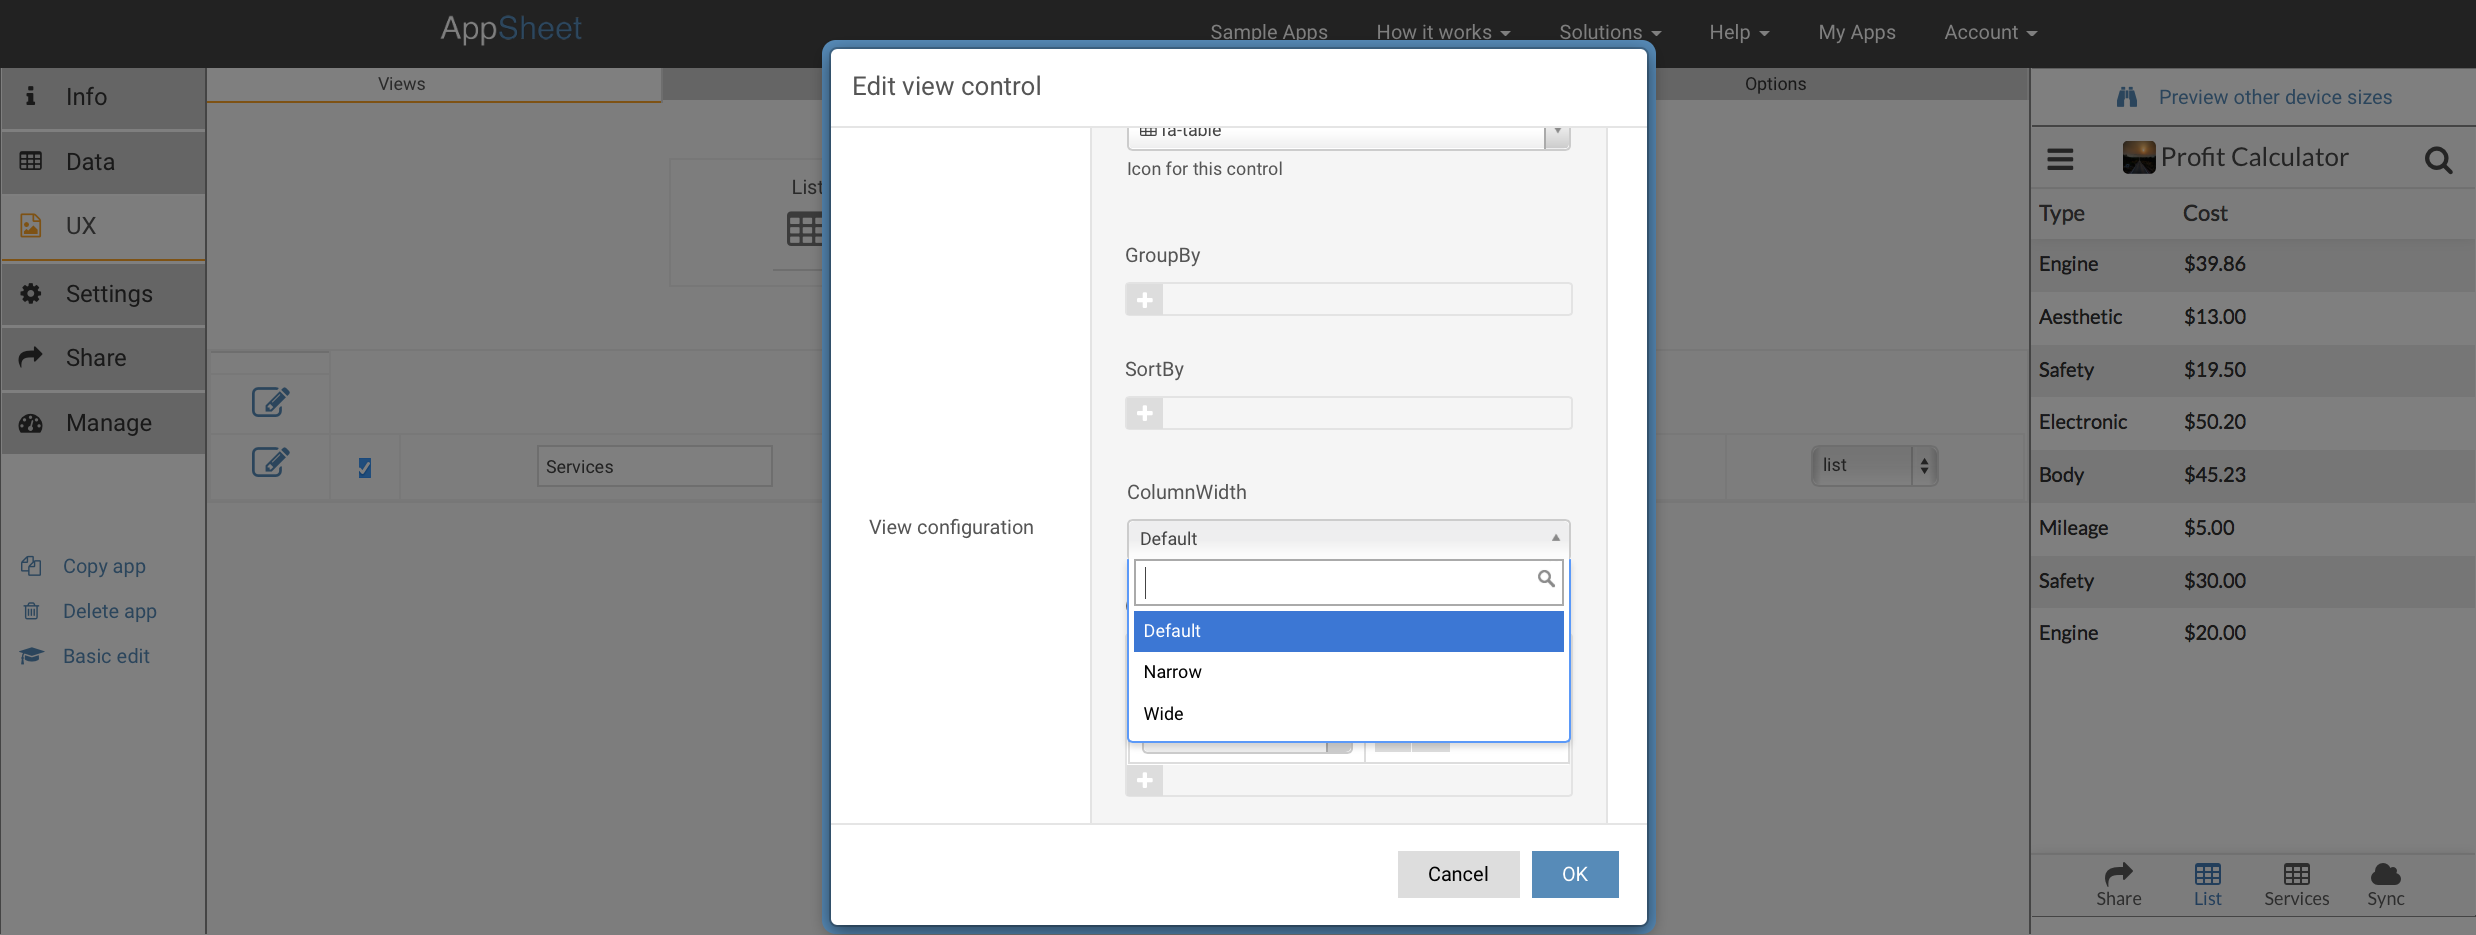 AppSheet
Sample Apps
How it works
Solutions
Help
My Apps
Account
Info
Data
UX
Settings
Share
Manage
Copy app
Delete app
Basic edit
Views
Options
List
Services
list
Edit view control
fa-table
Icon for this control
GroupBy
SortBy
ColumnWidth
View configuration
Default
Default
Narrow
Wide
Cancel
OK
Preview other device sizes
Profit Calculator
Type Cost
Engine $39.86
Aesthetic $13.00
Safety $19.50
Electronic $50.20
Body $45.23
Mileage $5.00
Safety $30.00
Engine $20.00
Share
List
Services
Sync